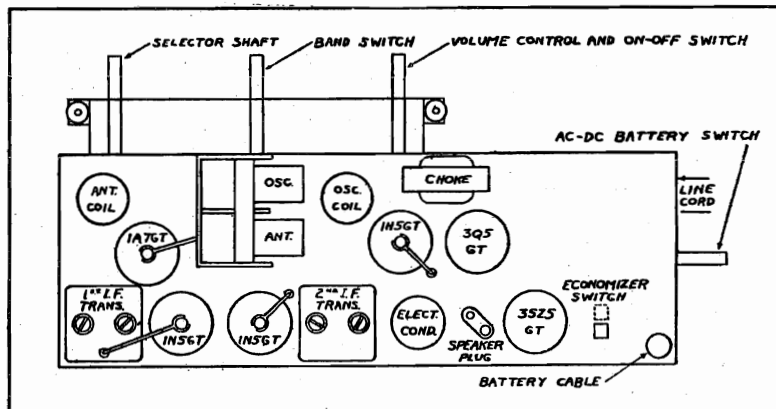 SELECTOR SHAFT
BAND SWITCH
VOLUME CONTROL AND ON-OFF SWITCH
AC-DC BATTERY SWITCH
ANT.
COIL
OSC.
ANT.
OSC.
COIL
CHOKE
LINE
CORD
1A7GT
1N5GT
3Q5
GT
1ST I.F.
TRANS.
1N5GT
1N5GT
2ND I.F.
TRANS.
ELECT.
COND.
SPEAKER
PLUG
35Z5
GT
ECONOMIZER
SWITCH
BATTERY CABLE